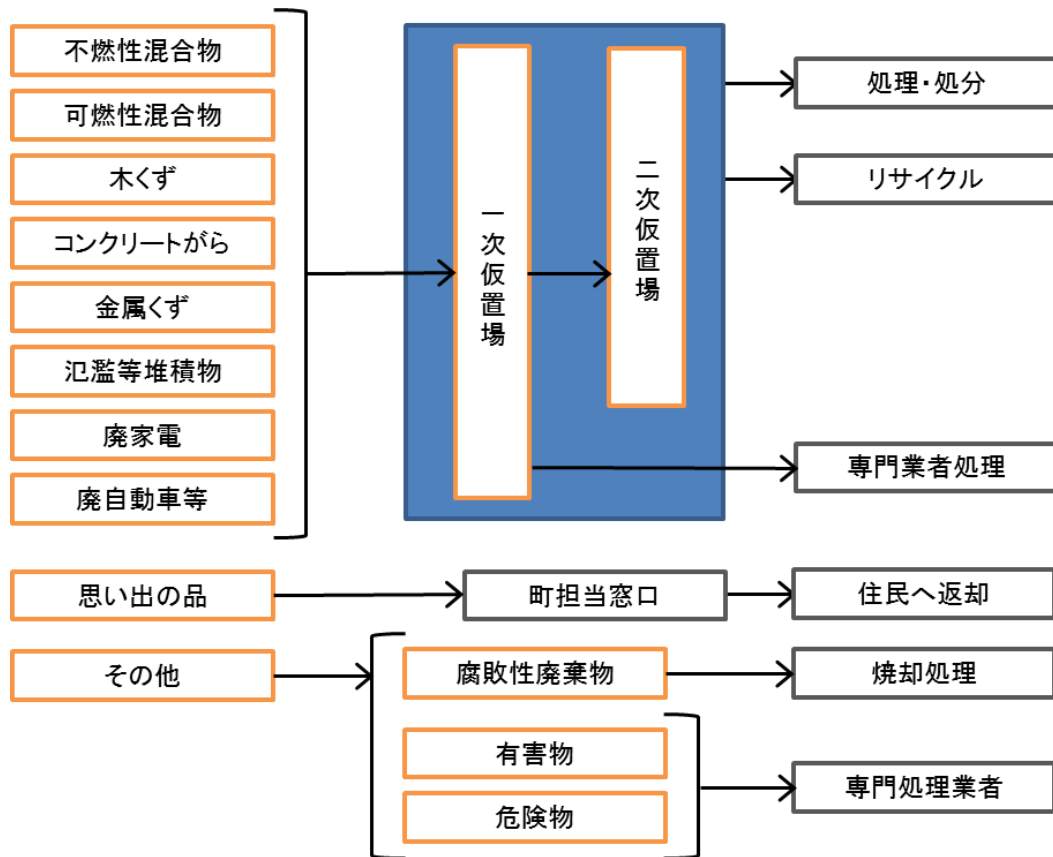 不燃性混合物
可燃性混合物
木くず
コンクリートがら
金属くず
氾濫等堆積物
廃家電
廃自動車等
一次仮置場
二次仮置場
処理・処分
リサイクル
専門業者処理
思い出の品
町担当窓口
住民へ返却
その他
腐敗性廃棄物
焼却処理
有害物
危険物
専門処理業者